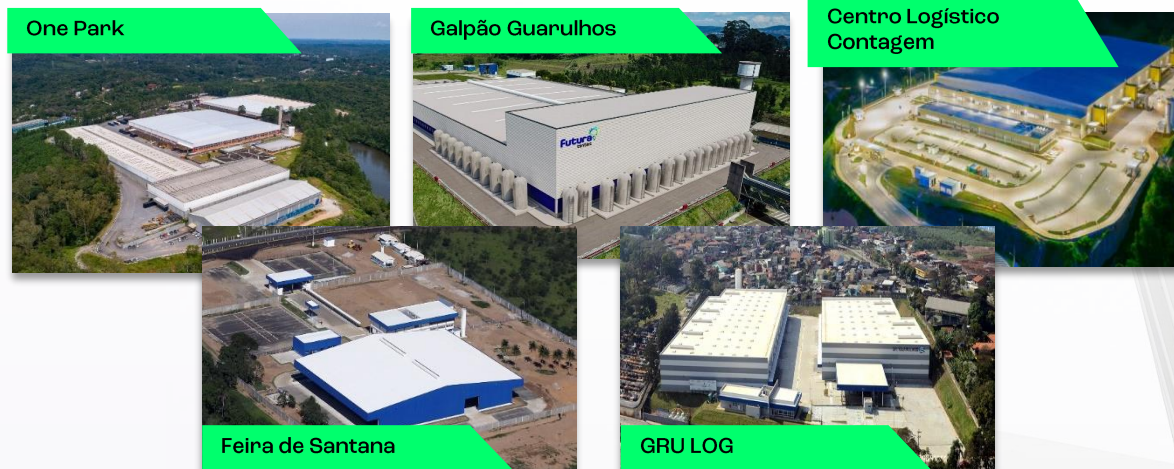 One Park
Galpão Guarulhos
Centro Logístico
Contagem
Futura
Feira de Santana
GRU LOG